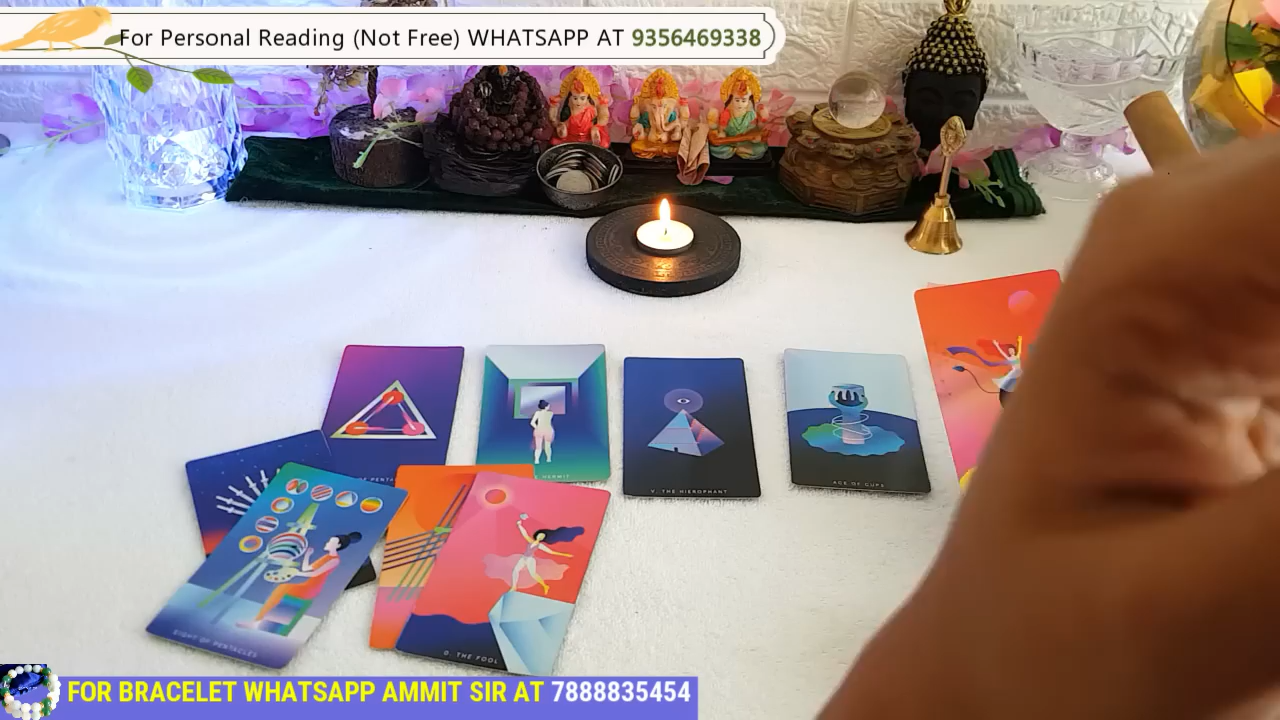 For Personal Reading (Not Free) WHATSAPP AT 9356469338
HERMIT
V. THE HIEROPHANT
ACE OF CUPS
EIGHT OF PENTACLES
0. THE FOOL
FOR BRACELET WHATSAPP AMMIT SIR AT 7888835454